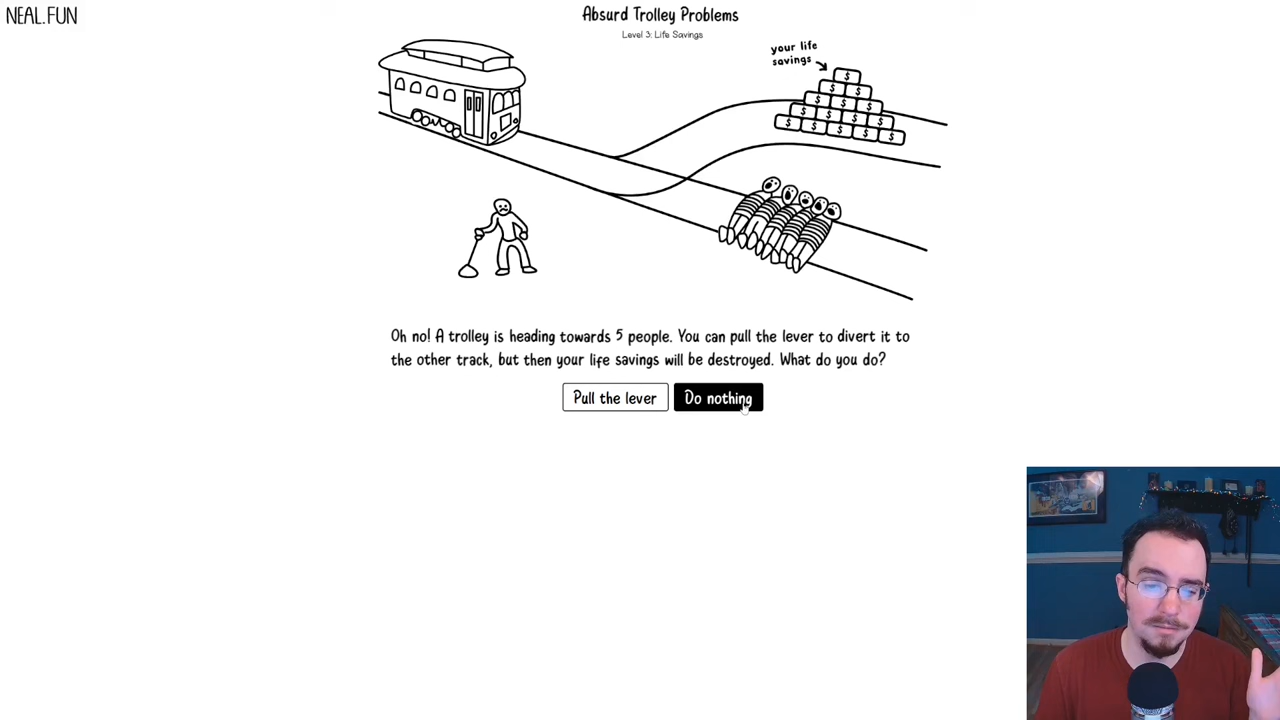 NEAL.FUN
Absurd Trolley Problems
Level 3: Life Savings
your life
savings
$
$ $
$ $ $
$ $ $ $
$ $ $ $ $
Oh no! A trolley is heading towards 5 people. You can pull the lever to divert it to
the other track, but then your life savings will be destroyed. What do you do?
Pull the lever
Do nothing